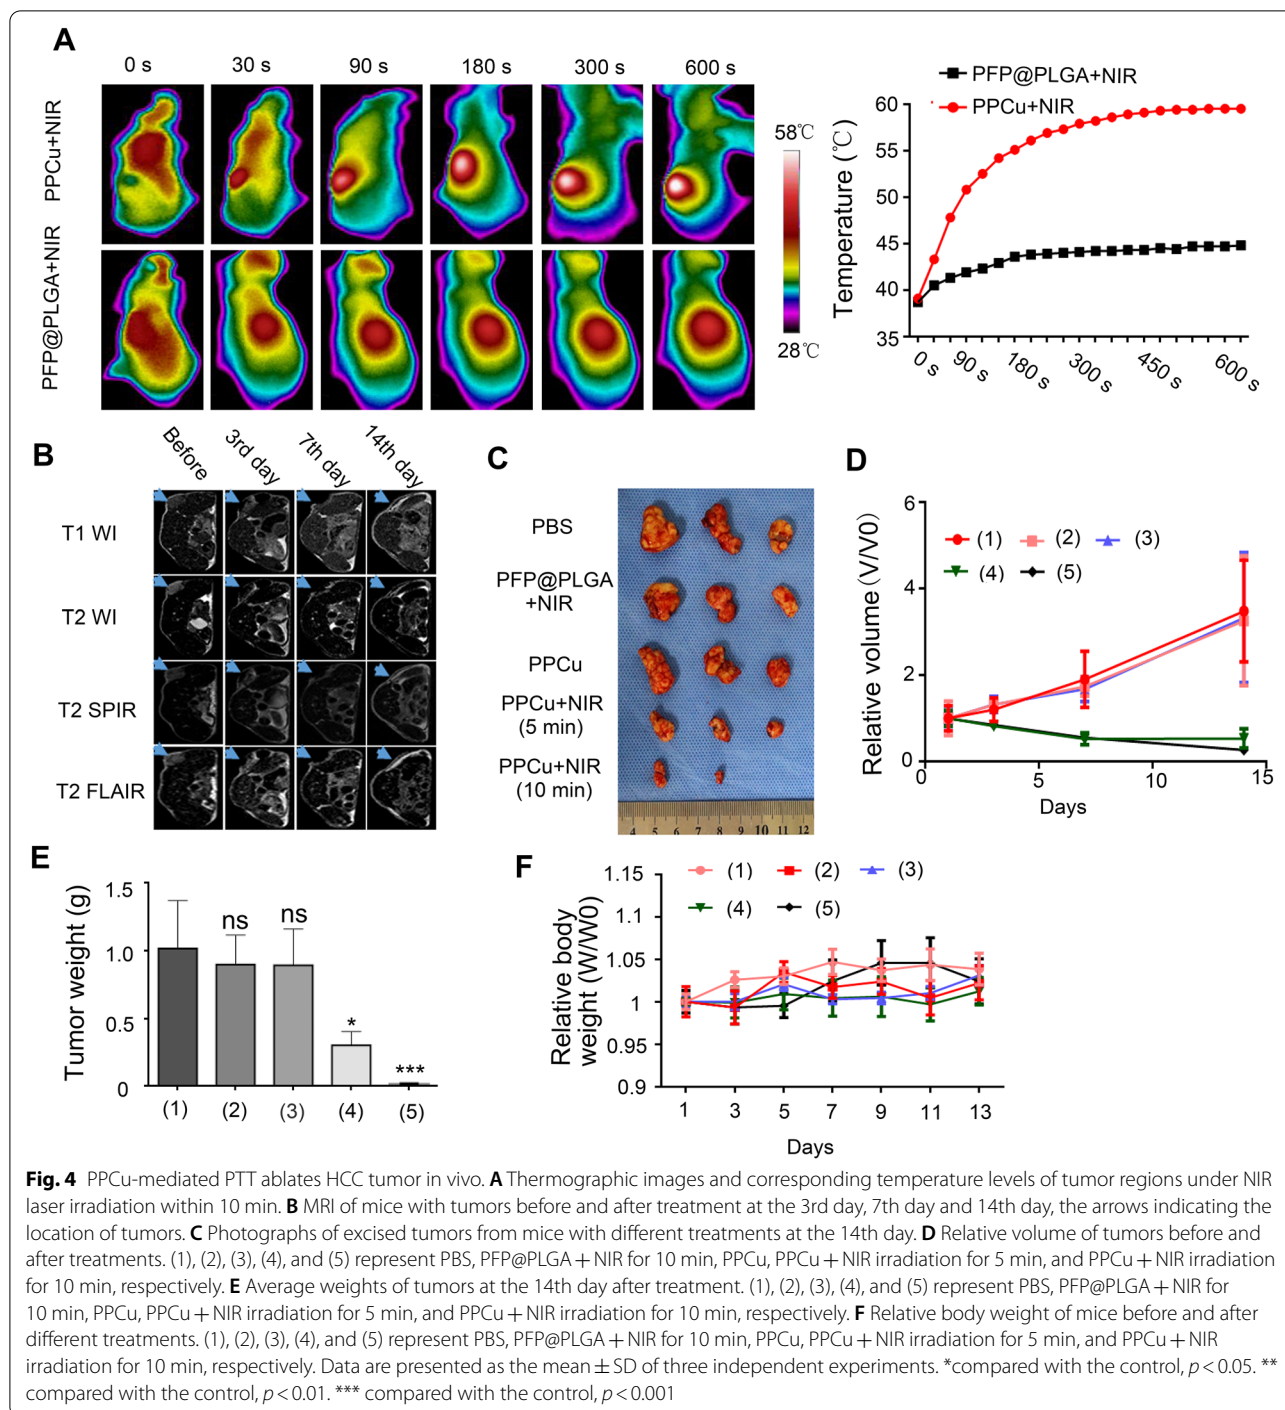 A
0 s 30 s 90 s 180 s 300 s 600 s
PPCu+NIR
PFP@PLGA+NIR
58℃
28℃
PFP@PLGA+NIR
PPCu+NIR
Temperature (℃)
60
55
50
45
40
35
0 s 90 s 180 s 300 s 450 s 600 s
B
Before 3rd day 7th day 14th day
T1 WI
T2 WI
T2 SPIR
T2 FLAIR
C
PBS
PFP@PLGA
+NIR
PPCu
PPCu+NIR
(5 min)
PPCu+NIR
(10 min)
4 5 6 7 8 9 10 11 12
D
Relative volume (V/V0)
6
4
2
0
(1) (2) (3)
(4) (5)
0 5 10 15
Days
E
Tumor weight (g)
1.5
1.0
0.5
0
ns ns * ***
(1) (2) (3) (4) (5)
F
Relative body
weight (W/W0)
1.15
1.1
1.05
1
0.95
0.9
(1) (2) (3)
(4) (5)
1 3 5 7 9 11 13
Days
Fig. 4 PPCu-mediated PTT ablates HCC tumor in vivo. A Thermographic images and corresponding temperature levels of tumor regions under NIR
laser irradiation within 10 min. B MRI of mice with tumors before and after treatment at the 3rd day, 7th day and 14th day, the arrows indicating the
location of tumors. C Photographs of excised tumors from mice with different treatments at the 14th day. D Relative volume of tumors before and
after treatments. (1), (2), (3), (4), and (5) represent PBS, PFP@PLGA + NIR for 10 min, PPCu, PPCu + NIR irradiation for 5 min, and PPCu + NIR irradiation
for 10 min, respectively. E Average weights of tumors at the 14th day after treatment. (1), (2), (3), (4), and (5) represent PBS, PFP@PLGA + NIR for
10 min, PPCu, PPCu + NIR irradiation for 5 min, and PPCu + NIR irradiation for 10 min, respectively. F Relative body weight of mice before and after
different treatments. (1), (2), (3), (4), and (5) represent PBS, PFP@PLGA + NIR for 10 min, PPCu, PPCu + NIR irradiation for 5 min, and PPCu + NIR
irradiation for 10 min, respectively. Data are presented as the mean ± SD of three independent experiments. *compared with the control, p < 0.05. **
compared with the control, p < 0.01. *** compared with the control, p < 0.001